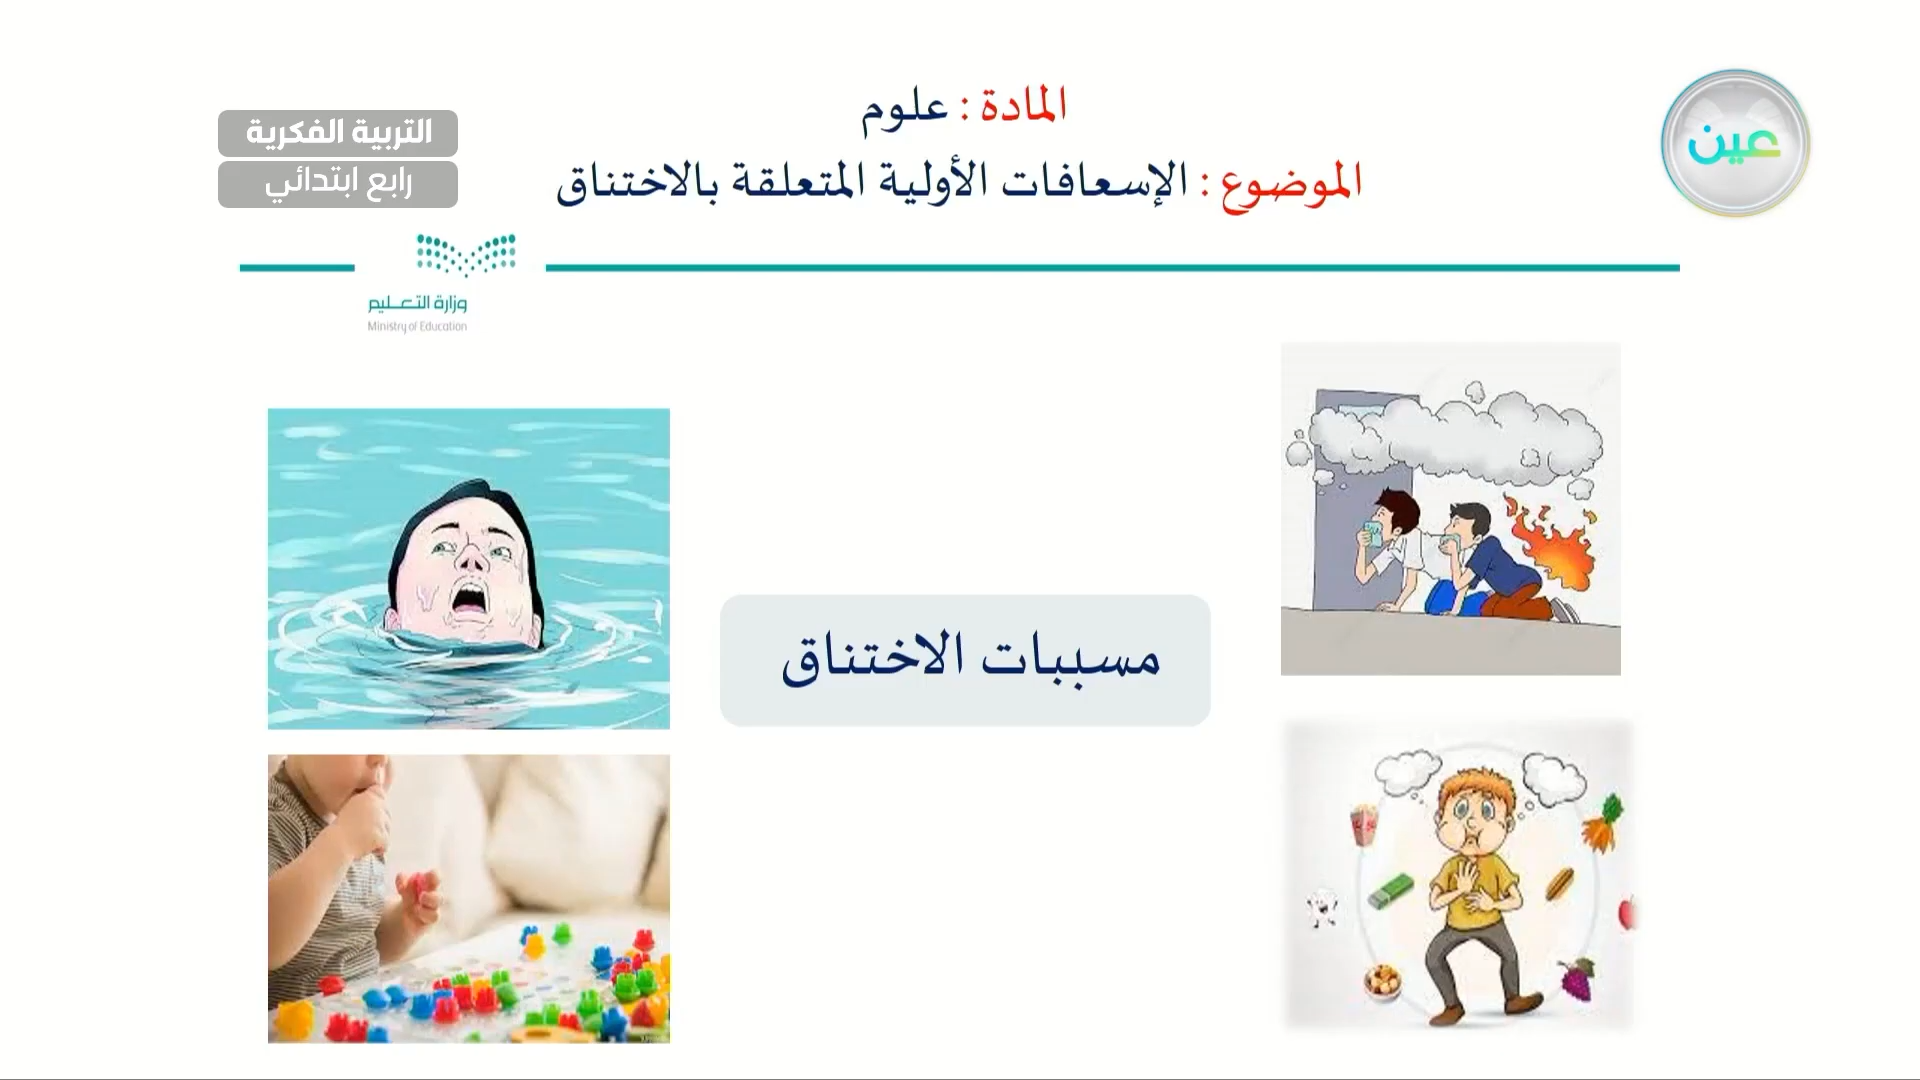 المادة : علوم
الموضوع : الإسعافات الأولية المتعلقة بالاختناق
عين
التربية الفكرية
رابع ابتدائي
وزارة التعليم
Ministry of Education
مسببات الاختناق